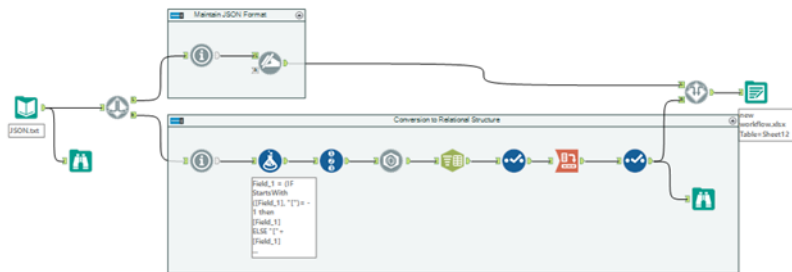 Maintain JSON Format
JSON.txt
Conversion to Relational Structure
new
workflow.xlsx
Table=Sheet12
Field_1 = (IF
StartsWith
([Field_1], "[")= -
1 then
[Field_1]
ELSE "["+
[Field_1]
...